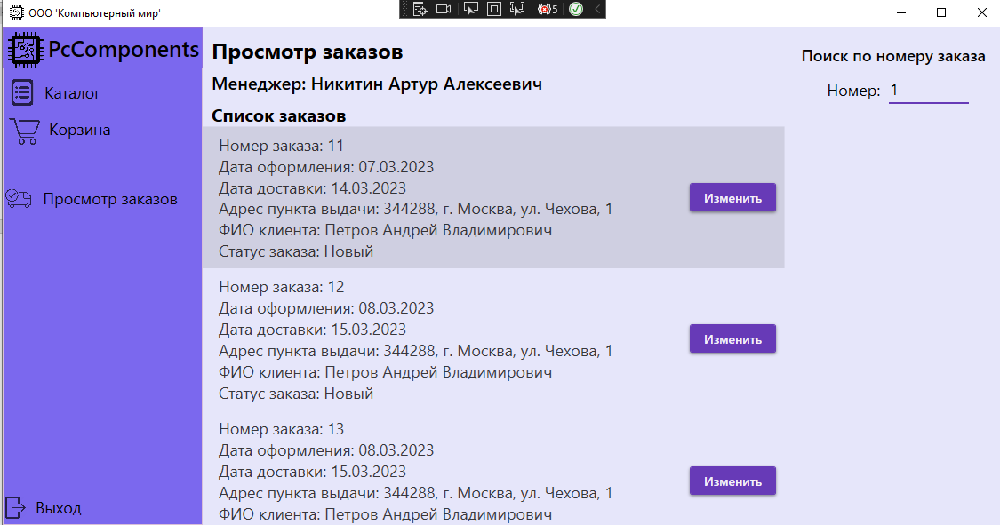 ООО 'Компьютерный мир'
5
PcComponents
Каталог
Корзина
Просмотр заказов
Выход
Просмотр заказов
Менеджер: Никитин Артур Алексеевич
Список заказов
Номер заказа: 11
Дата оформления: 07.03.2023
Дата доставки: 14.03.2023
Адрес пункта выдачи: 344288, г. Москва, ул. Чехова, 1
ФИО клиента: Петров Андрей Владимирович
Статус заказа: Новый
Изменить
Номер заказа: 12
Дата оформления: 08.03.2023
Дата доставки: 15.03.2023
Адрес пункта выдачи: 344288, г. Москва, ул. Чехова, 1
ФИО клиента: Петров Андрей Владимирович
Статус заказа: Новый
Изменить
Номер заказа: 13
Дата оформления: 08.03.2023
Дата доставки: 15.03.2023
Адрес пункта выдачи: 344288, г. Москва, ул. Чехова, 1
ФИО клиента: Петров Андрей Владимирович
Изменить
Поиск по номеру заказа
Номер: 1